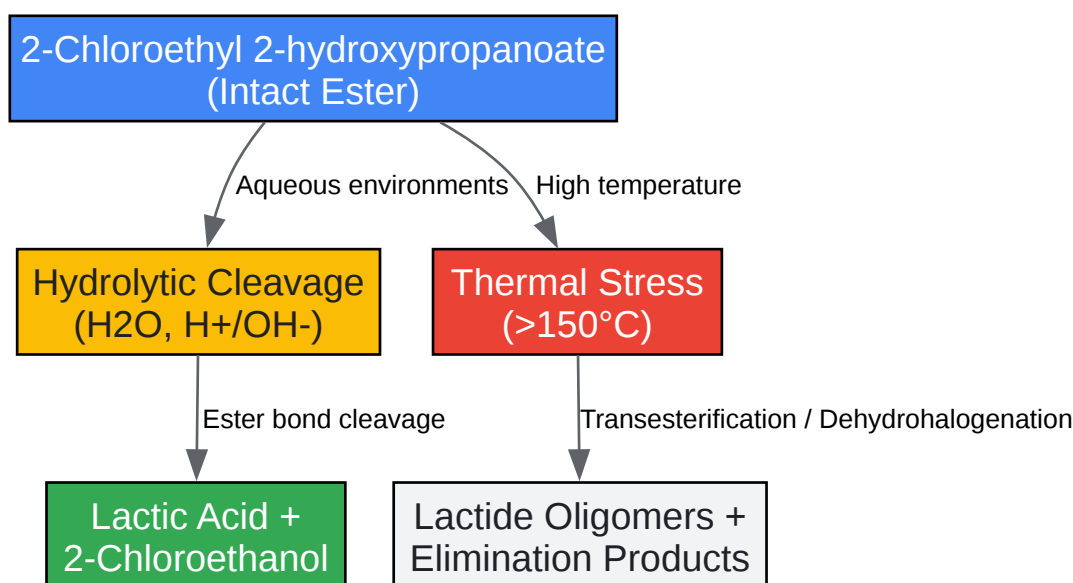 2-Chloroethyl 2-hydroxypropanoate
(Intact Ester)
Aqueous environments
High temperature
Hydrolytic Cleavage
(H2O, H+/OH-)
Thermal Stress
(>150°C)
Ester bond cleavage
Transesterification / Dehydrohalogenation
Lactic Acid +
2-Chloroethanol
Lactide Oligomers +
Elimination Products